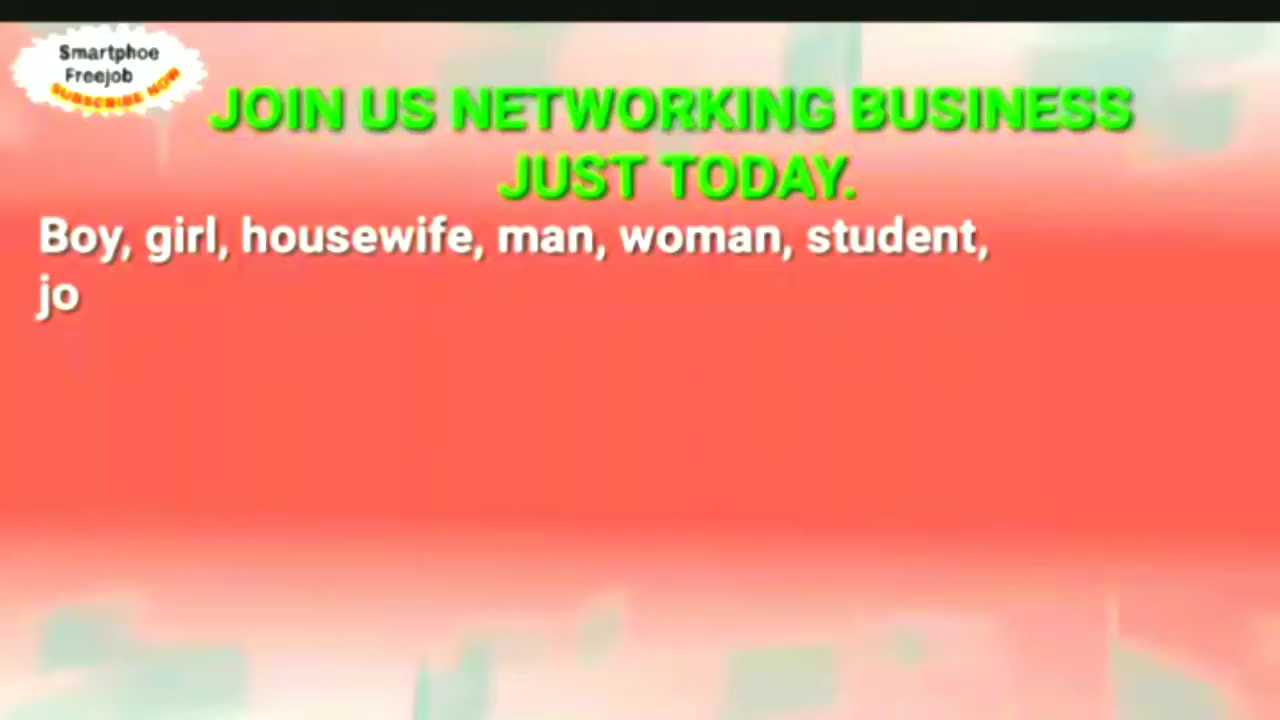 Smartphoe
Freejob
SUBSCRIBE NOW
JOIN US NETWORKING BUSINESS
JUST TODAY.
Boy, girl, housewife, man, woman, student,
jo